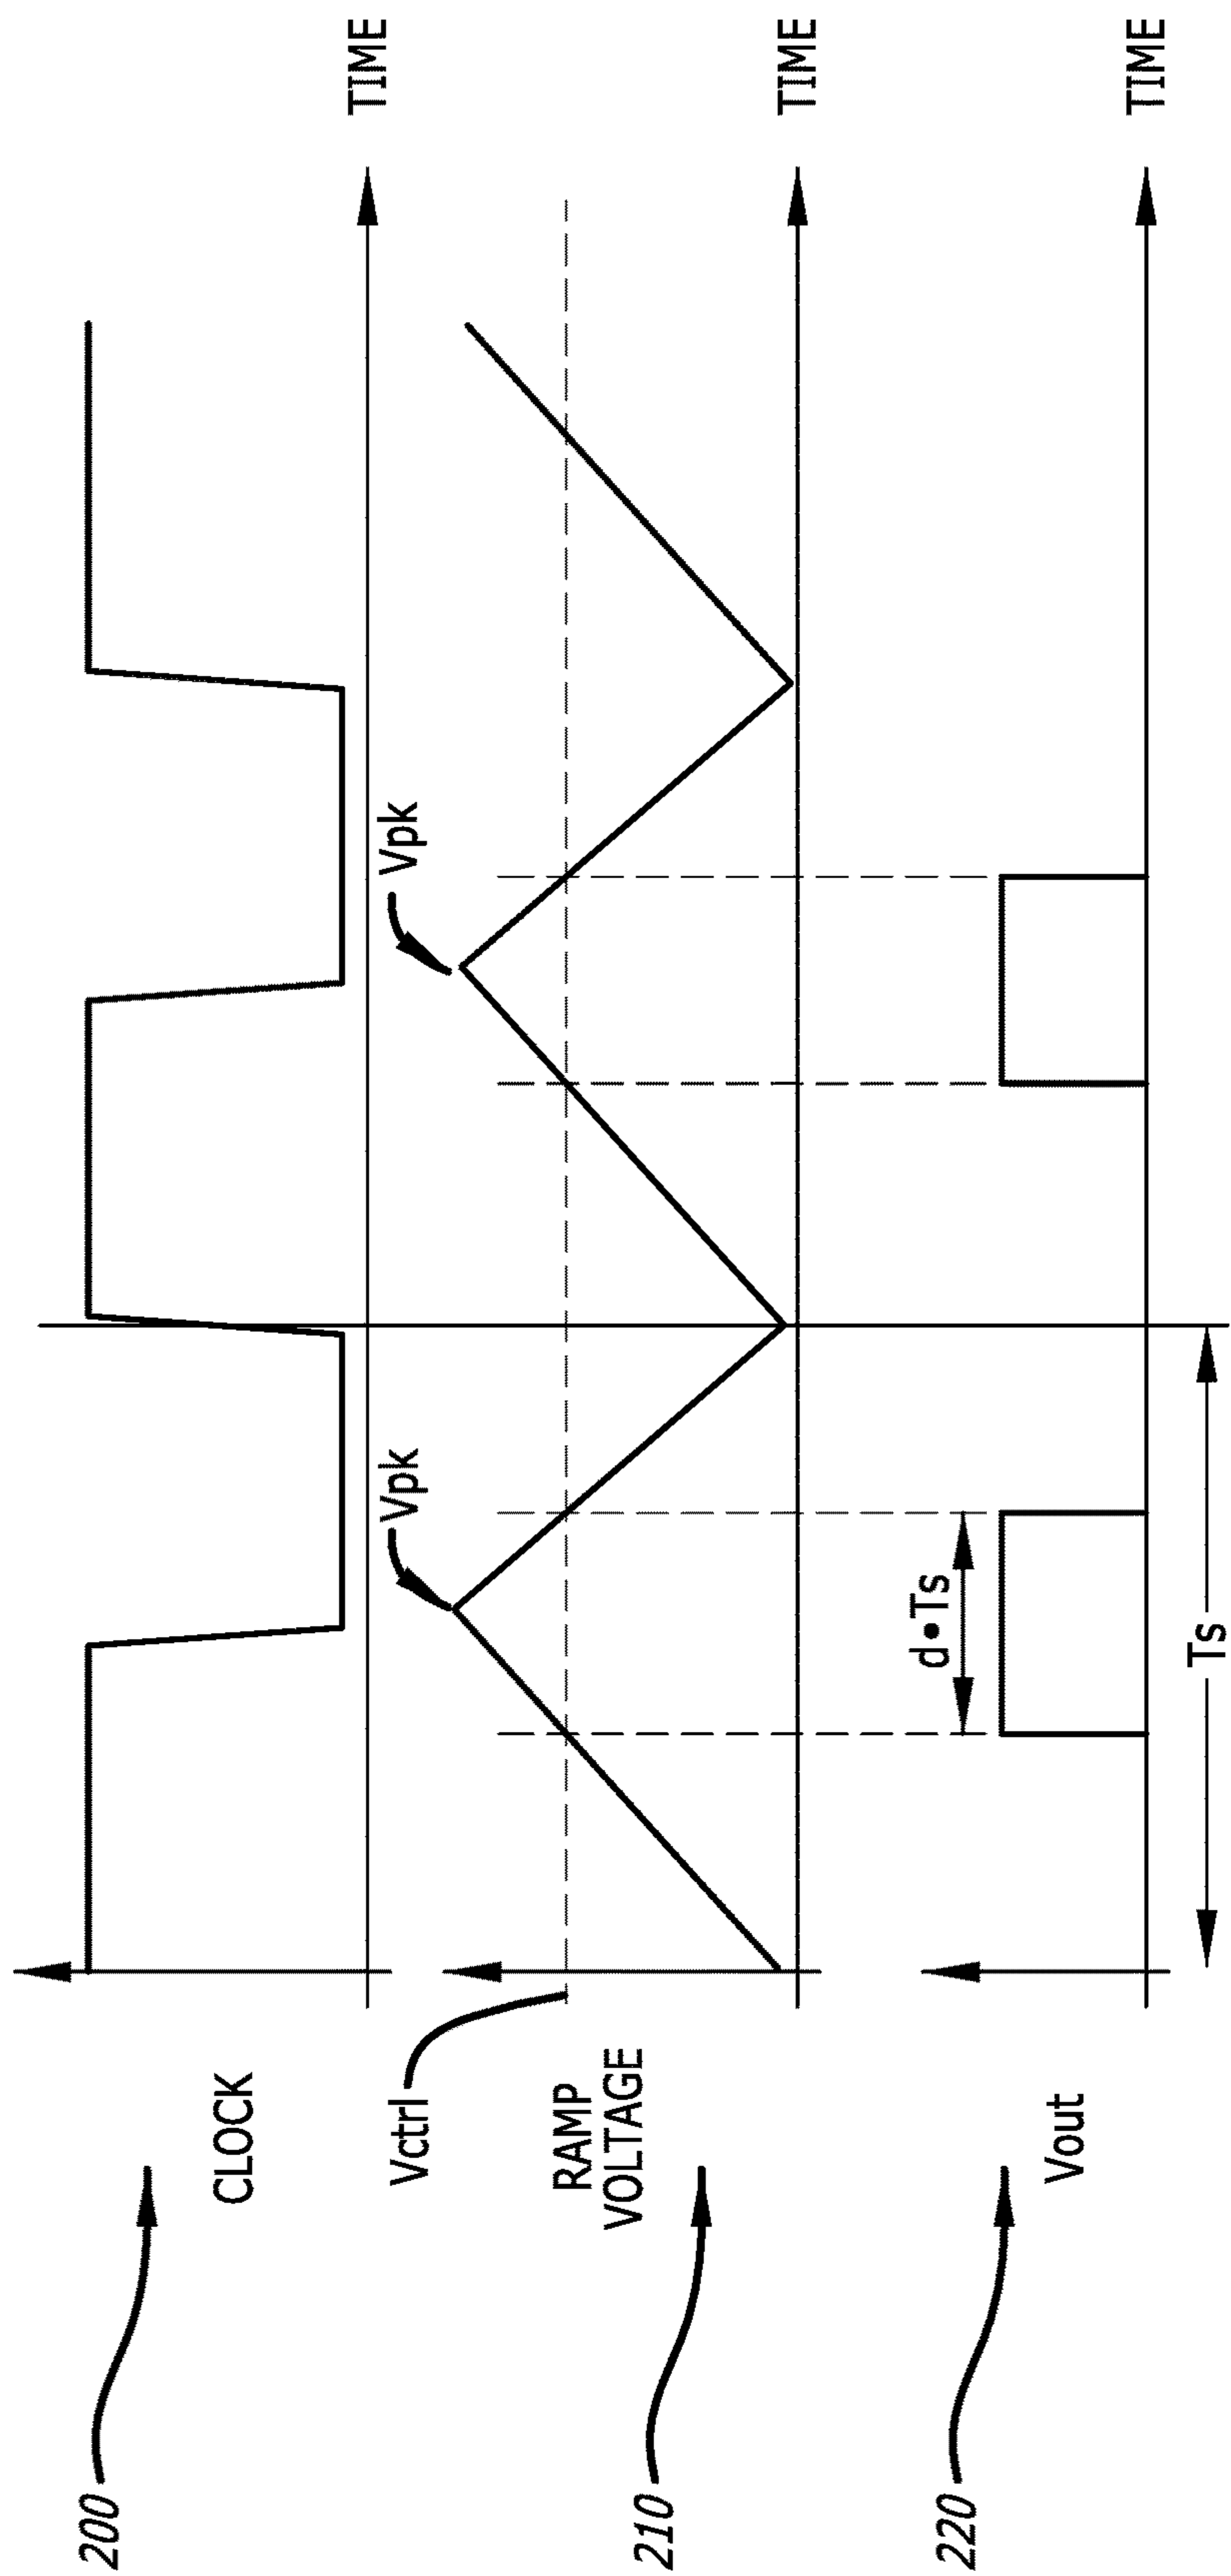 200
CLOCK
TIME
Vctrl
Vpk
Vpk
RAMP
VOLTAGE
210
TIME
d•Ts
220
Vout
TIME
Ts